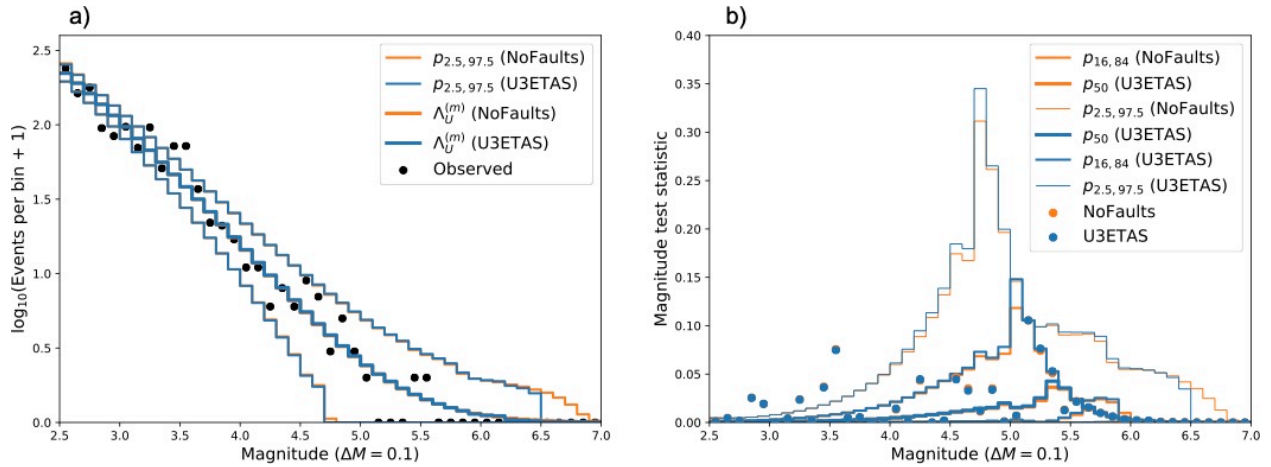 a)
log₁₀(Events per bin + 1)
2.5
2.0
1.5
1.0
0.5
0.0
2.5 3.0 3.5 4.0 4.5 5.0 5.5 6.0 6.5 7.0
Magnitude (ΔM = 0.1)
p₂.₅,₉₇.₅ (NoFaults)
p₂.₅,₉₇.₅ (U3ETAS)
Λ_U^(m) (NoFaults)
Λ_U^(m) (U3ETAS)
Observed
b)
Magnitude test statistic
0.40
0.35
0.30
0.25
0.20
0.15
0.10
0.05
0.00
2.5 3.0 3.5 4.0 4.5 5.0 5.5 6.0 6.5 7.0
Magnitude (ΔM = 0.1)
p₁₆,₈₄ (NoFaults)
p₅₀ (U3ETAS)
p₂.₅,₉₇.₅ (NoFaults)
p₅₀ (U3ETAS)
p₁₆,₈₄ (U3ETAS)
p₂.₅,₉₇.₅ (U3ETAS)
NoFaults
U3ETAS